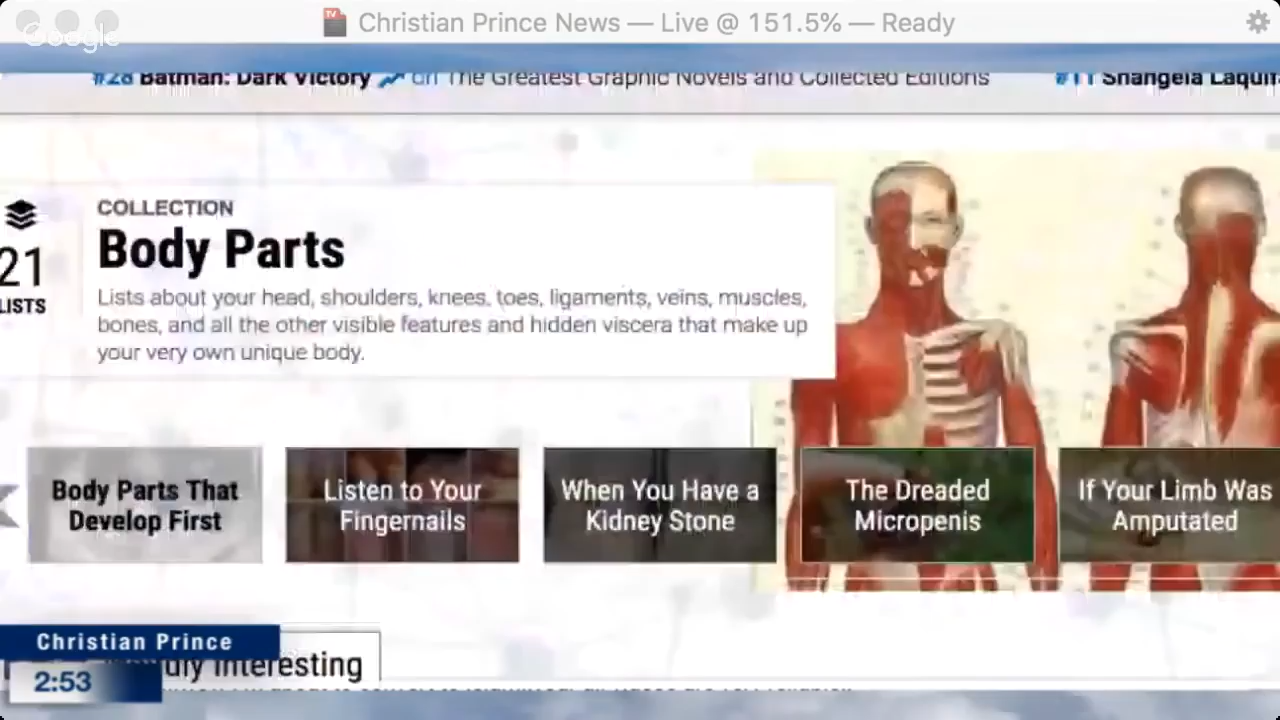 Christian Prince News — Live @ 151.5% — Ready
Google
#28 Batman: Dark Victory on The Greatest Graphic Novels and Collected Editions #11 Shangela
COLLECTION
21
LISTS
Body Parts
Lists about your head, shoulders, knees, toes, ligaments, veins, muscles,
bones, and all the other visible features and hidden viscera that make up
your very own unique body.
Body Parts That
Develop First
Listen to Your
Fingernails
When You Have a
Kidney Stone
The Dreaded
Micropenis
If Your Limb Was
Amputated
Christian Prince
Interesting
2:53